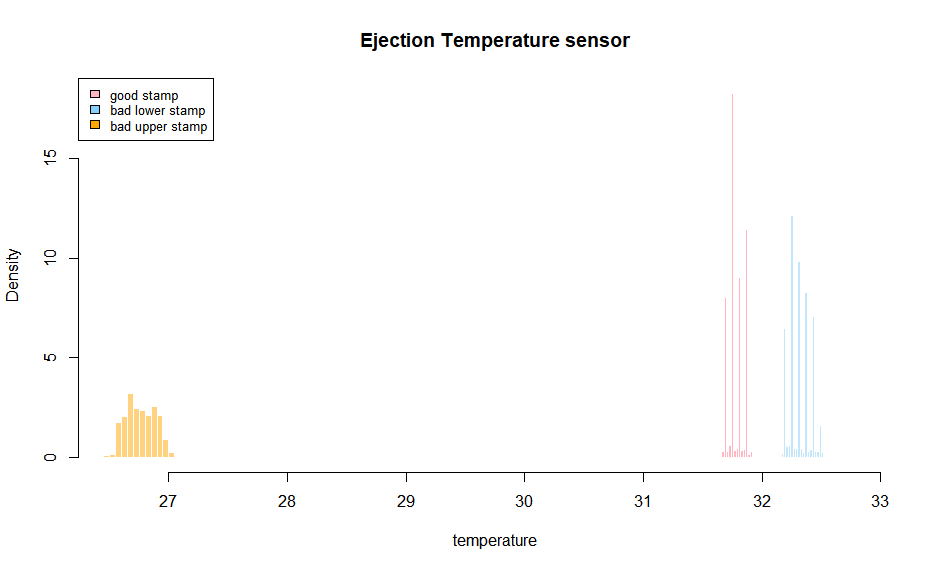 Ejection Temperature sensor
good stamp
bad lower stamp
bad upper stamp
Density
15
10
5
0
27 28 29 30 31 32 33
temperature